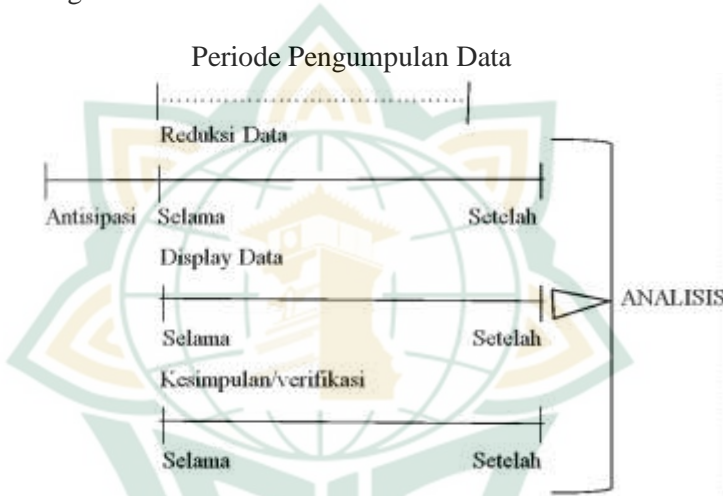 Periode Pengumpulan Data
Reduksi Data
Antisipasi Selama Setelah
Display Data
ANALISIS
Selama Setelah
Kesimpulan/verifikasi
Selama Setelah